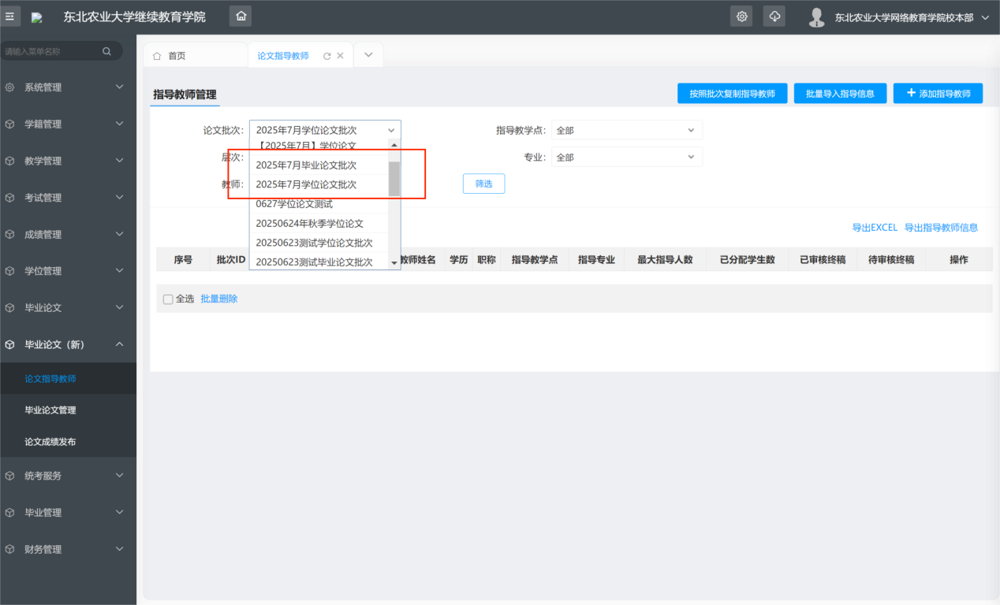 东北农业大学继续教育学院
东北农业大学网络教育学院校本部
请输入菜单名称
系统管理
学籍管理
教学管理
考试管理
成绩管理
学位管理
毕业论文
毕业论文（新）
论文指导教师
毕业论文管理
论文成绩发布
统考服务
毕业管理
财务管理
首页 论文指导教师
指导教师管理
按照批次复制指导教师 批量导入指导信息 添加指导教师
论文批次： 2025年7月学位论文批次 指导教学点： 全部
【2025年7月】学位论文
层次： 2025年7月毕业论文批次 专业： 全部
教师： 2025年7月学位论文批次 筛选
0627学位论文测试
20250624年秋季学位论文
20250623测试学位论文批次
20250623测试毕业论文批次
导出EXCEL 导出指导教师信息
序号 批次ID 教师姓名 学历 职称 指导教学点 指导专业 最大指导人数 已分配学生数 已审核终稿 待审核终稿 操作
全选 批量删除